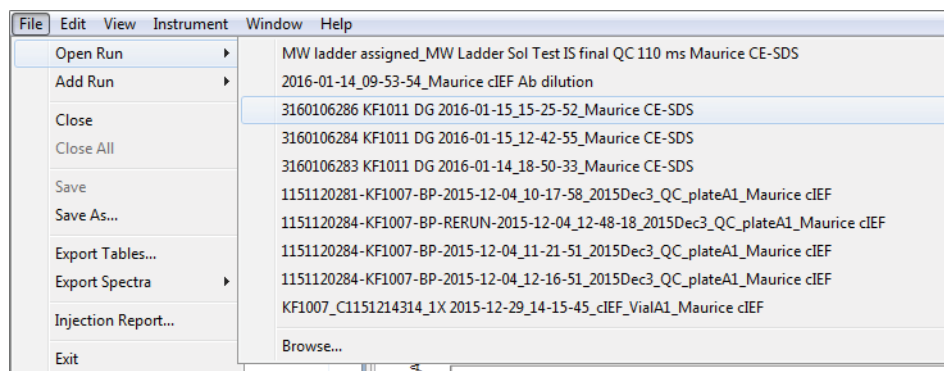 File Edit View Instrument Window Help
Open Run
Add Run
Close
Close All
Save
Save As...
Export Tables...
Export Spectra
Injection Report...
Exit
MW ladder assigned_MW Ladder Sol Test IS final QC 110 ms Maurice CE-SDS
2016-01-14_09-53-54_Maurice cIEF Ab dilution
3160106286 KF1011 DG 2016-01-15_15-25-52_Maurice CE-SDS
3160106284 KF1011 DG 2016-01-15_12-42-55_Maurice CE-SDS
3160106283 KF1011 DG 2016-01-14_18-50-33_Maurice CE-SDS
1151120281-KF1007-BP-2015-12-04_10-17-58_2015Dec3_QC_plateA1_Maurice cIEF
1151120284-KF1007-BP-RERUN-2015-12-04_12-48-18_2015Dec3_QC_plateA1_Maurice cIEF
1151120284-KF1007-BP-2015-12-04_11-21-51_2015Dec3_QC_plateA1_Maurice cIEF
1151120284-KF1007-BP-2015-12-04_12-16-51_2015Dec3_QC_plateA1_Maurice cIEF
KF1007_C1151214314_1X 2015-12-29_14-15-45_cIEF_VialA1_Maurice cIEF
Browse...